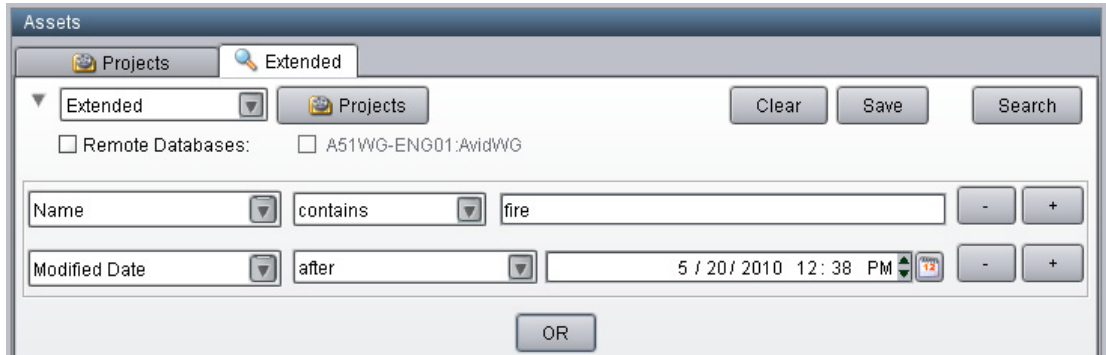 Assets
Projects Extended
Extended Projects Clear Save Search
Remote Databases: A51WG-ENG01:AvidWG
Name contains fire - +
Modified Date after 5 / 20 / 2010 12 : 38 PM 12 - +
OR